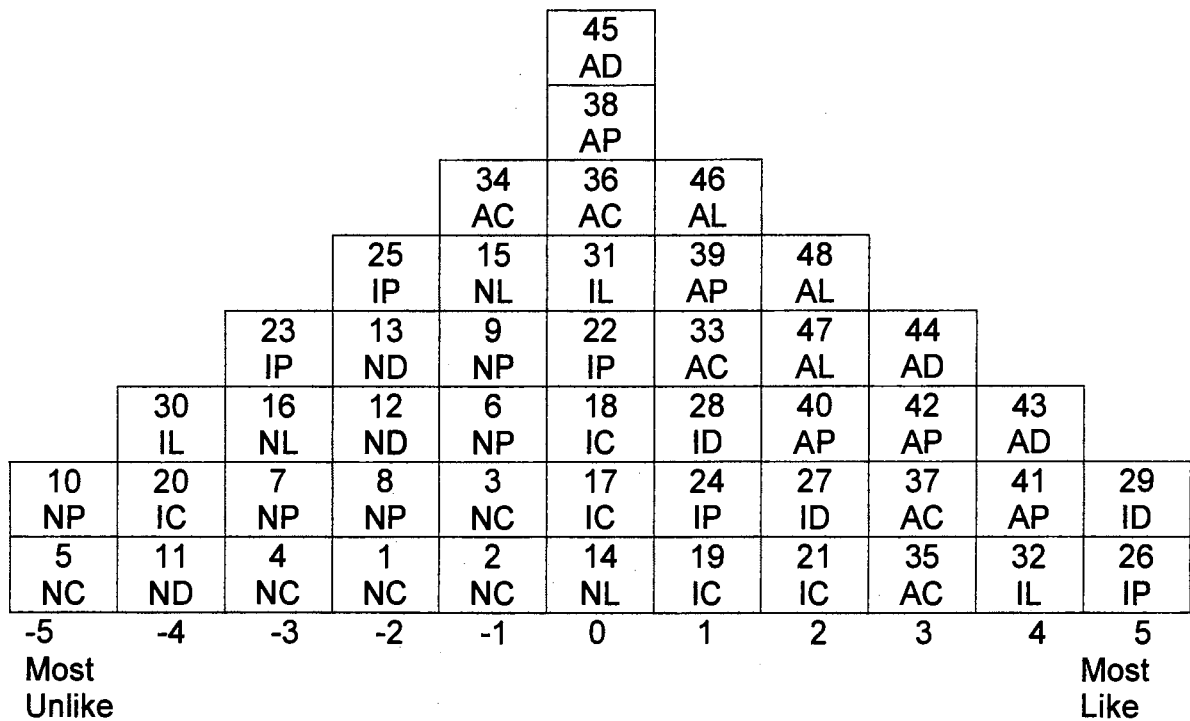 45
AD
38
AP
34 36 46
AC AC AL
25 15 31 39 48
IP NL IL AP AL
23 13 9 22 33 47 44
IP ND NP IP AC AL AD
30 16 12 6 18 28 40 42 43
IL NL ND NP IC ID AP AP AD
10 20 7 8 3 17 24 27 37 41 29
NP IC NP NP NC IC IP ID AC AP ID
5 11 4 1 2 14 19 21 35 32 26
NC ND NC NC NC NL IC IC AC IL IP
-5 -4 -3 -2 -1 0 1 2 3 4 5
Most Most
Unlike Like